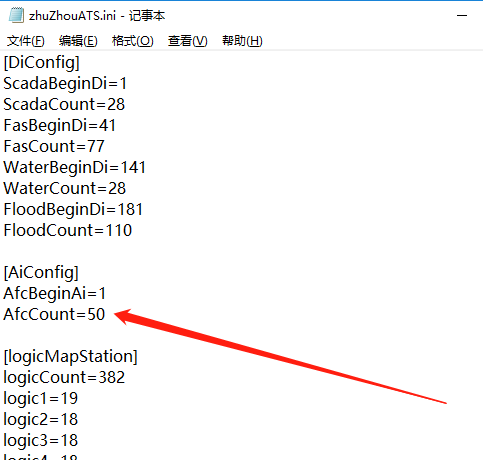 zhuZhouATS.ini - 记事本
文件(F) 编辑(E) 格式(O) 查看(V) 帮助(H)
[DiConfig]
ScadaBeginDi=1
ScadaCount=28
FasBeginDi=41
FasCount=77
WaterBeginDi=141
WaterCount=28
FloodBeginDi=181
FloodCount=110
[AiConfig]
AfcBeginAi=1
AfcCount=50
[logicMapStation]
logicCount=382
logic1=19
logic2=18
logic3=18
logic4=18